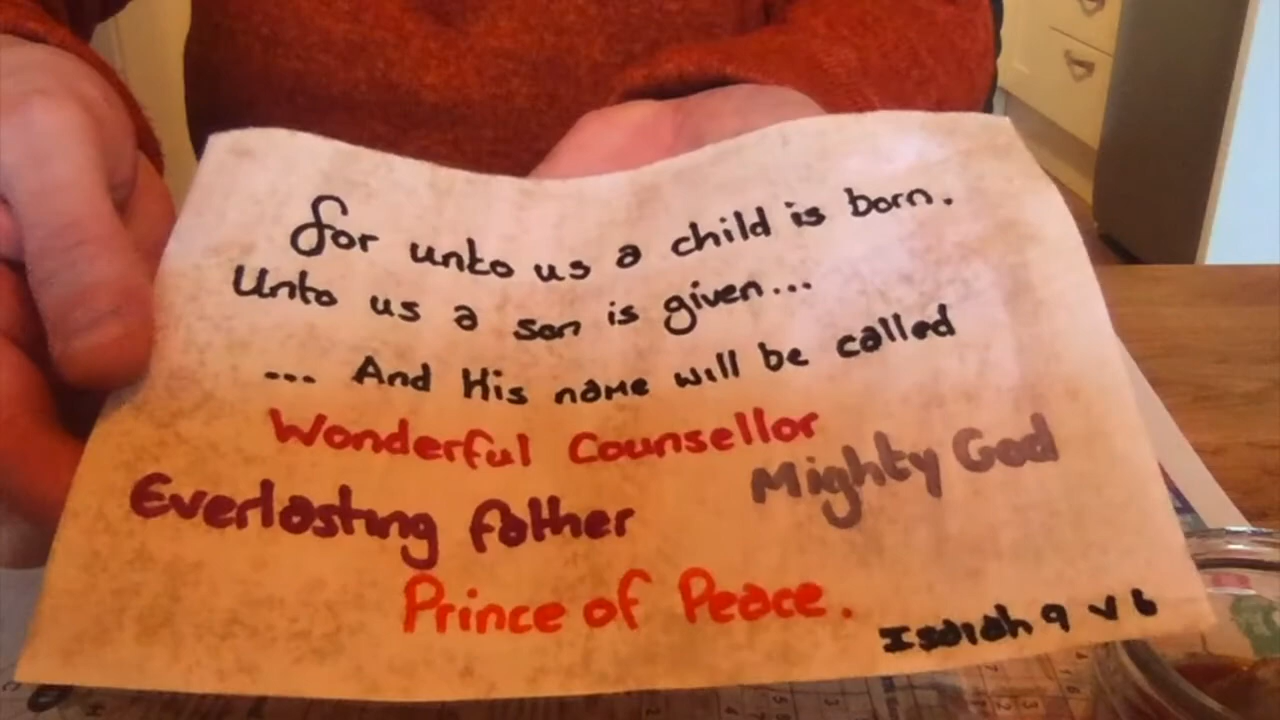 For unto us a child is born.
Unto us a son is given...
... And His name will be called
Wonderful Counsellor
Mighty God
Everlasting father
Prince of Peace.
Isaiah 9 v 6